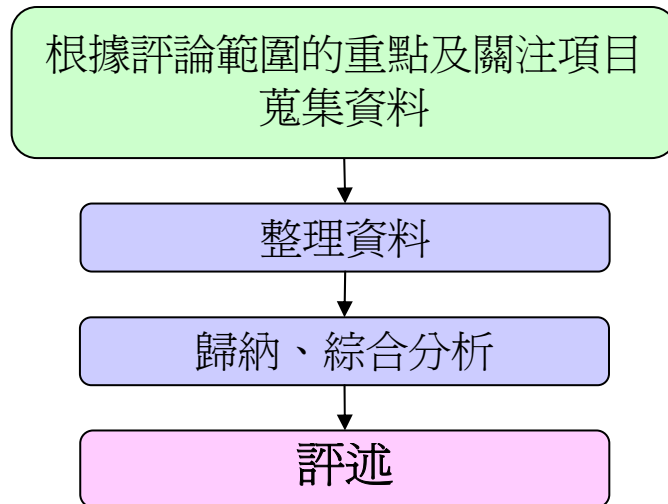 根據評論範圍的重點及關注項目
蒐集資料
整理資料
歸納、綜合分析
評述